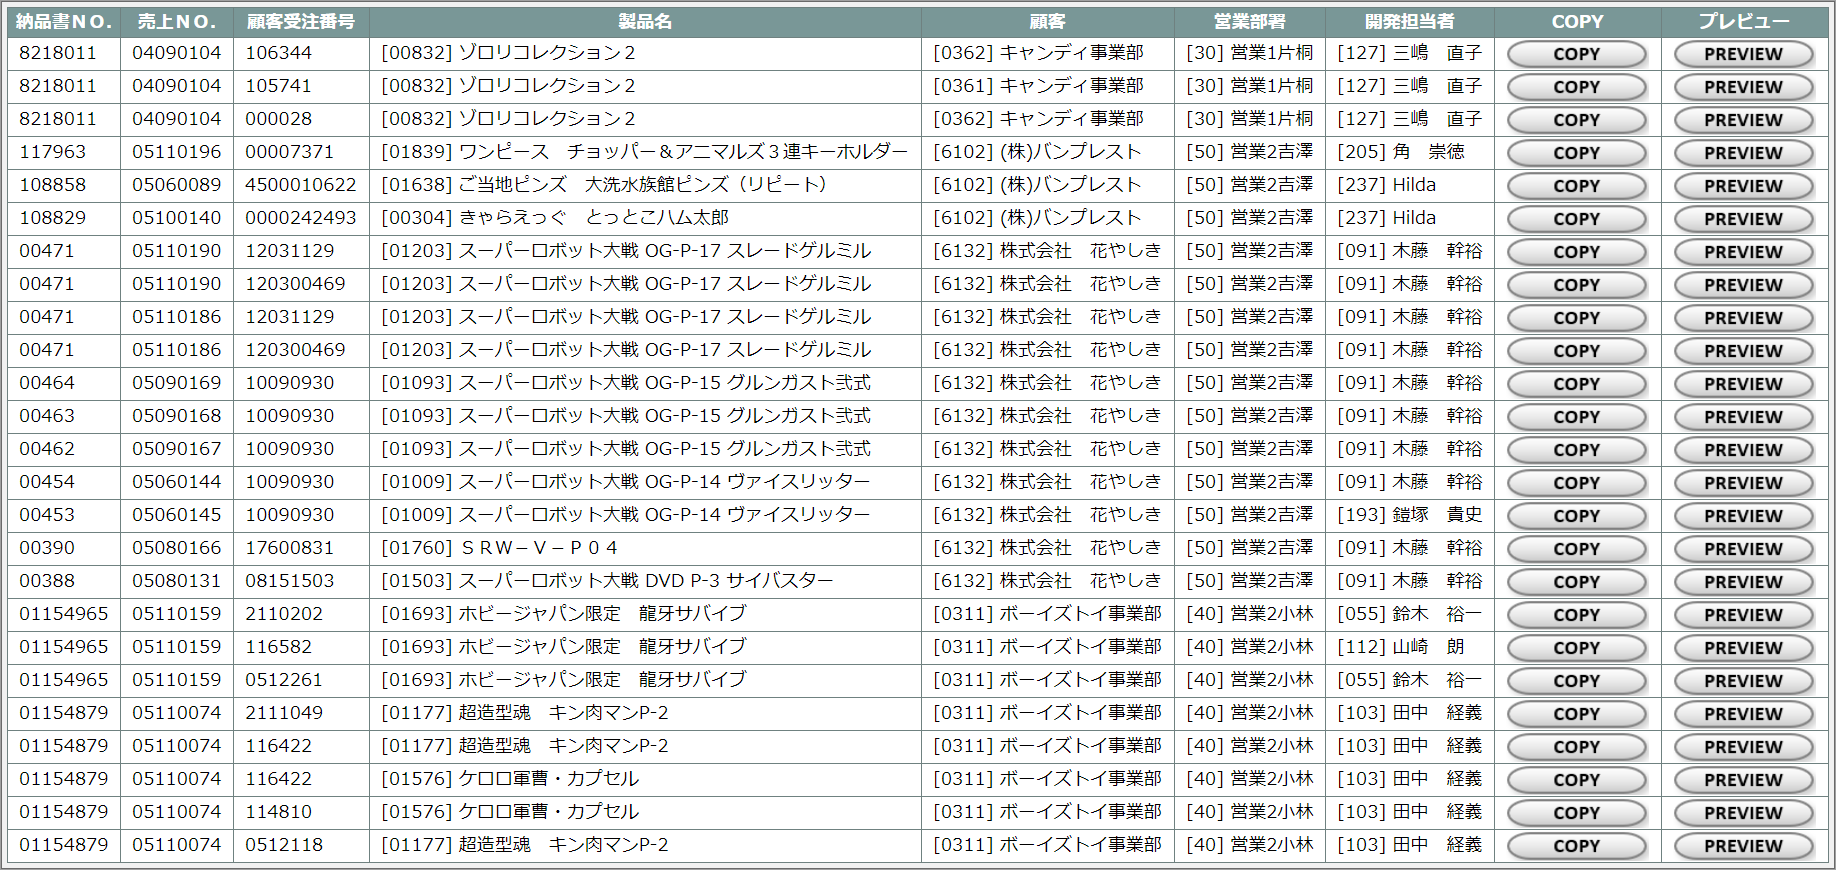 納品書ＮＯ. 売上ＮＯ. 顧客受注番号 製品名 顧客 営業部署 開発担当者 COPY プレビュー
8218011 04090104 106344 [00832] ゾロリコレクション２ [0362] キャンディ事業部 [30] 営業1片桐 [127] 三嶋　直子 COPY PREVIEW
8218011 04090104 105741 [00832] ゾロリコレクション２ [0361] キャンディ事業部 [30] 営業1片桐 [127] 三嶋　直子 COPY PREVIEW
8218011 04090104 000028 [00832] ゾロリコレクション２ [0362] キャンディ事業部 [30] 営業1片桐 [127] 三嶋　直子 COPY PREVIEW
117963 05110196 00007371 [01839] ワンピース　チョッパー＆アニマルズ３連キーホルダー [6102] (株)バンプレスト [50] 営業2吉澤 [205] 角　崇徳 COPY PREVIEW
108858 05060089 4500010622 [01638] ご当地ピンズ　大洗水族館ピンズ（リピート） [6102] (株)バンプレスト [50] 営業2吉澤 [237] Hilda COPY PREVIEW
108829 05100140 0000242493 [00304] きゃらえっぐ　とっとこハム太郎 [6102] (株)バンプレスト [50] 営業2吉澤 [237] Hilda COPY PREVIEW
00471 05110190 12031129 [01203] スーパーロボット大戦 OG-P-17 スレードゲルミル [6132] 株式会社　花やしき [50] 営業2吉澤 [091] 木藤　幹裕 COPY PREVIEW
00471 05110190 120300469 [01203] スーパーロボット大戦 OG-P-17 スレードゲルミル [6132] 株式会社　花やしき [50] 営業2吉澤 [091] 木藤　幹裕 COPY PREVIEW
00471 05110186 12031129 [01203] スーパーロボット大戦 OG-P-17 スレードゲルミル [6132] 株式会社　花やしき [50] 営業2吉澤 [091] 木藤　幹裕 COPY PREVIEW
00471 05110186 120300469 [01203] スーパーロボット大戦 OG-P-17 スレードゲルミル [6132] 株式会社　花やしき [50] 営業2吉澤 [091] 木藤　幹裕 COPY PREVIEW
00464 05090169 10090930 [01093] スーパーロボット大戦 OG-P-15 グルンガスト弐式 [6132] 株式会社　花やしき [50] 営業2吉澤 [091] 木藤　幹裕 COPY PREVIEW
00463 05090168 10090930 [01093] スーパーロボット大戦 OG-P-15 グルンガスト弐式 [6132] 株式会社　花やしき [50] 営業2吉澤 [091] 木藤　幹裕 COPY PREVIEW
00462 05090167 10090930 [01093] スーパーロボット大戦 OG-P-15 グルンガスト弐式 [6132] 株式会社　花やしき [50] 営業2吉澤 [091] 木藤　幹裕 COPY PREVIEW
00454 05060144 10090930 [01009] スーパーロボット大戦 OG-P-14 ヴァイスリッター [6132] 株式会社　花やしき [50] 営業2吉澤 [091] 木藤　幹裕 COPY PREVIEW
00453 05060145 10090930 [01009] スーパーロボット大戦 OG-P-14 ヴァイスリッター [6132] 株式会社　花やしき [50] 営業2吉澤 [193] 鎧塚　貴史 COPY PREVIEW
00390 05080166 17600831 [01760] ＳＲＷ－Ｖ－Ｐ０４ [6132] 株式会社　花やしき [50] 営業2吉澤 [091] 木藤　幹裕 COPY PREVIEW
00388 05080131 08151503 [01503] スーパーロボット大戦 DVD P-3 サイバスター [6132] 株式会社　花やしき [50] 営業2吉澤 [091] 木藤　幹裕 COPY PREVIEW
01154965 05110159 2110202 [01693] ホビージャパン限定　龍牙サバイブ [0311] ボーイズトイ事業部 [40] 営業2小林 [055] 鈴木　裕一 COPY PREVIEW
01154965 05110159 116582 [01693] ホビージャパン限定　龍牙サバイブ [0311] ボーイズトイ事業部 [40] 営業2小林 [112] 山崎　朗 COPY PREVIEW
01154965 05110159 0512261 [01693] ホビージャパン限定　龍牙サバイブ [0311] ボーイズトイ事業部 [40] 営業2小林 [055] 鈴木　裕一 COPY PREVIEW
01154879 05110074 2111049 [01177] 超造型魂　キン肉マンP-2 [0311] ボーイズトイ事業部 [40] 営業2小林 [103] 田中　経義 COPY PREVIEW
01154879 05110074 116422 [01177] 超造型魂　キン肉マンP-2 [0311] ボーイズトイ事業部 [40] 営業2小林 [103] 田中　経義 COPY PREVIEW
01154879 05110074 116422 [01576] ケロロ軍曹・カプセル [0311] ボーイズトイ事業部 [40] 営業2小林 [103] 田中　経義 COPY PREVIEW
01154879 05110074 114810 [01576] ケロロ軍曹・カプセル [0311] ボーイズトイ事業部 [40] 営業2小林 [103] 田中　経義 COPY PREVIEW
01154879 05110074 0512118 [01177] 超造型魂　キン肉マンP-2 [0311] ボーイズトイ事業部 [40] 営業2小林 [103] 田中　経義 COPY PREVIEW